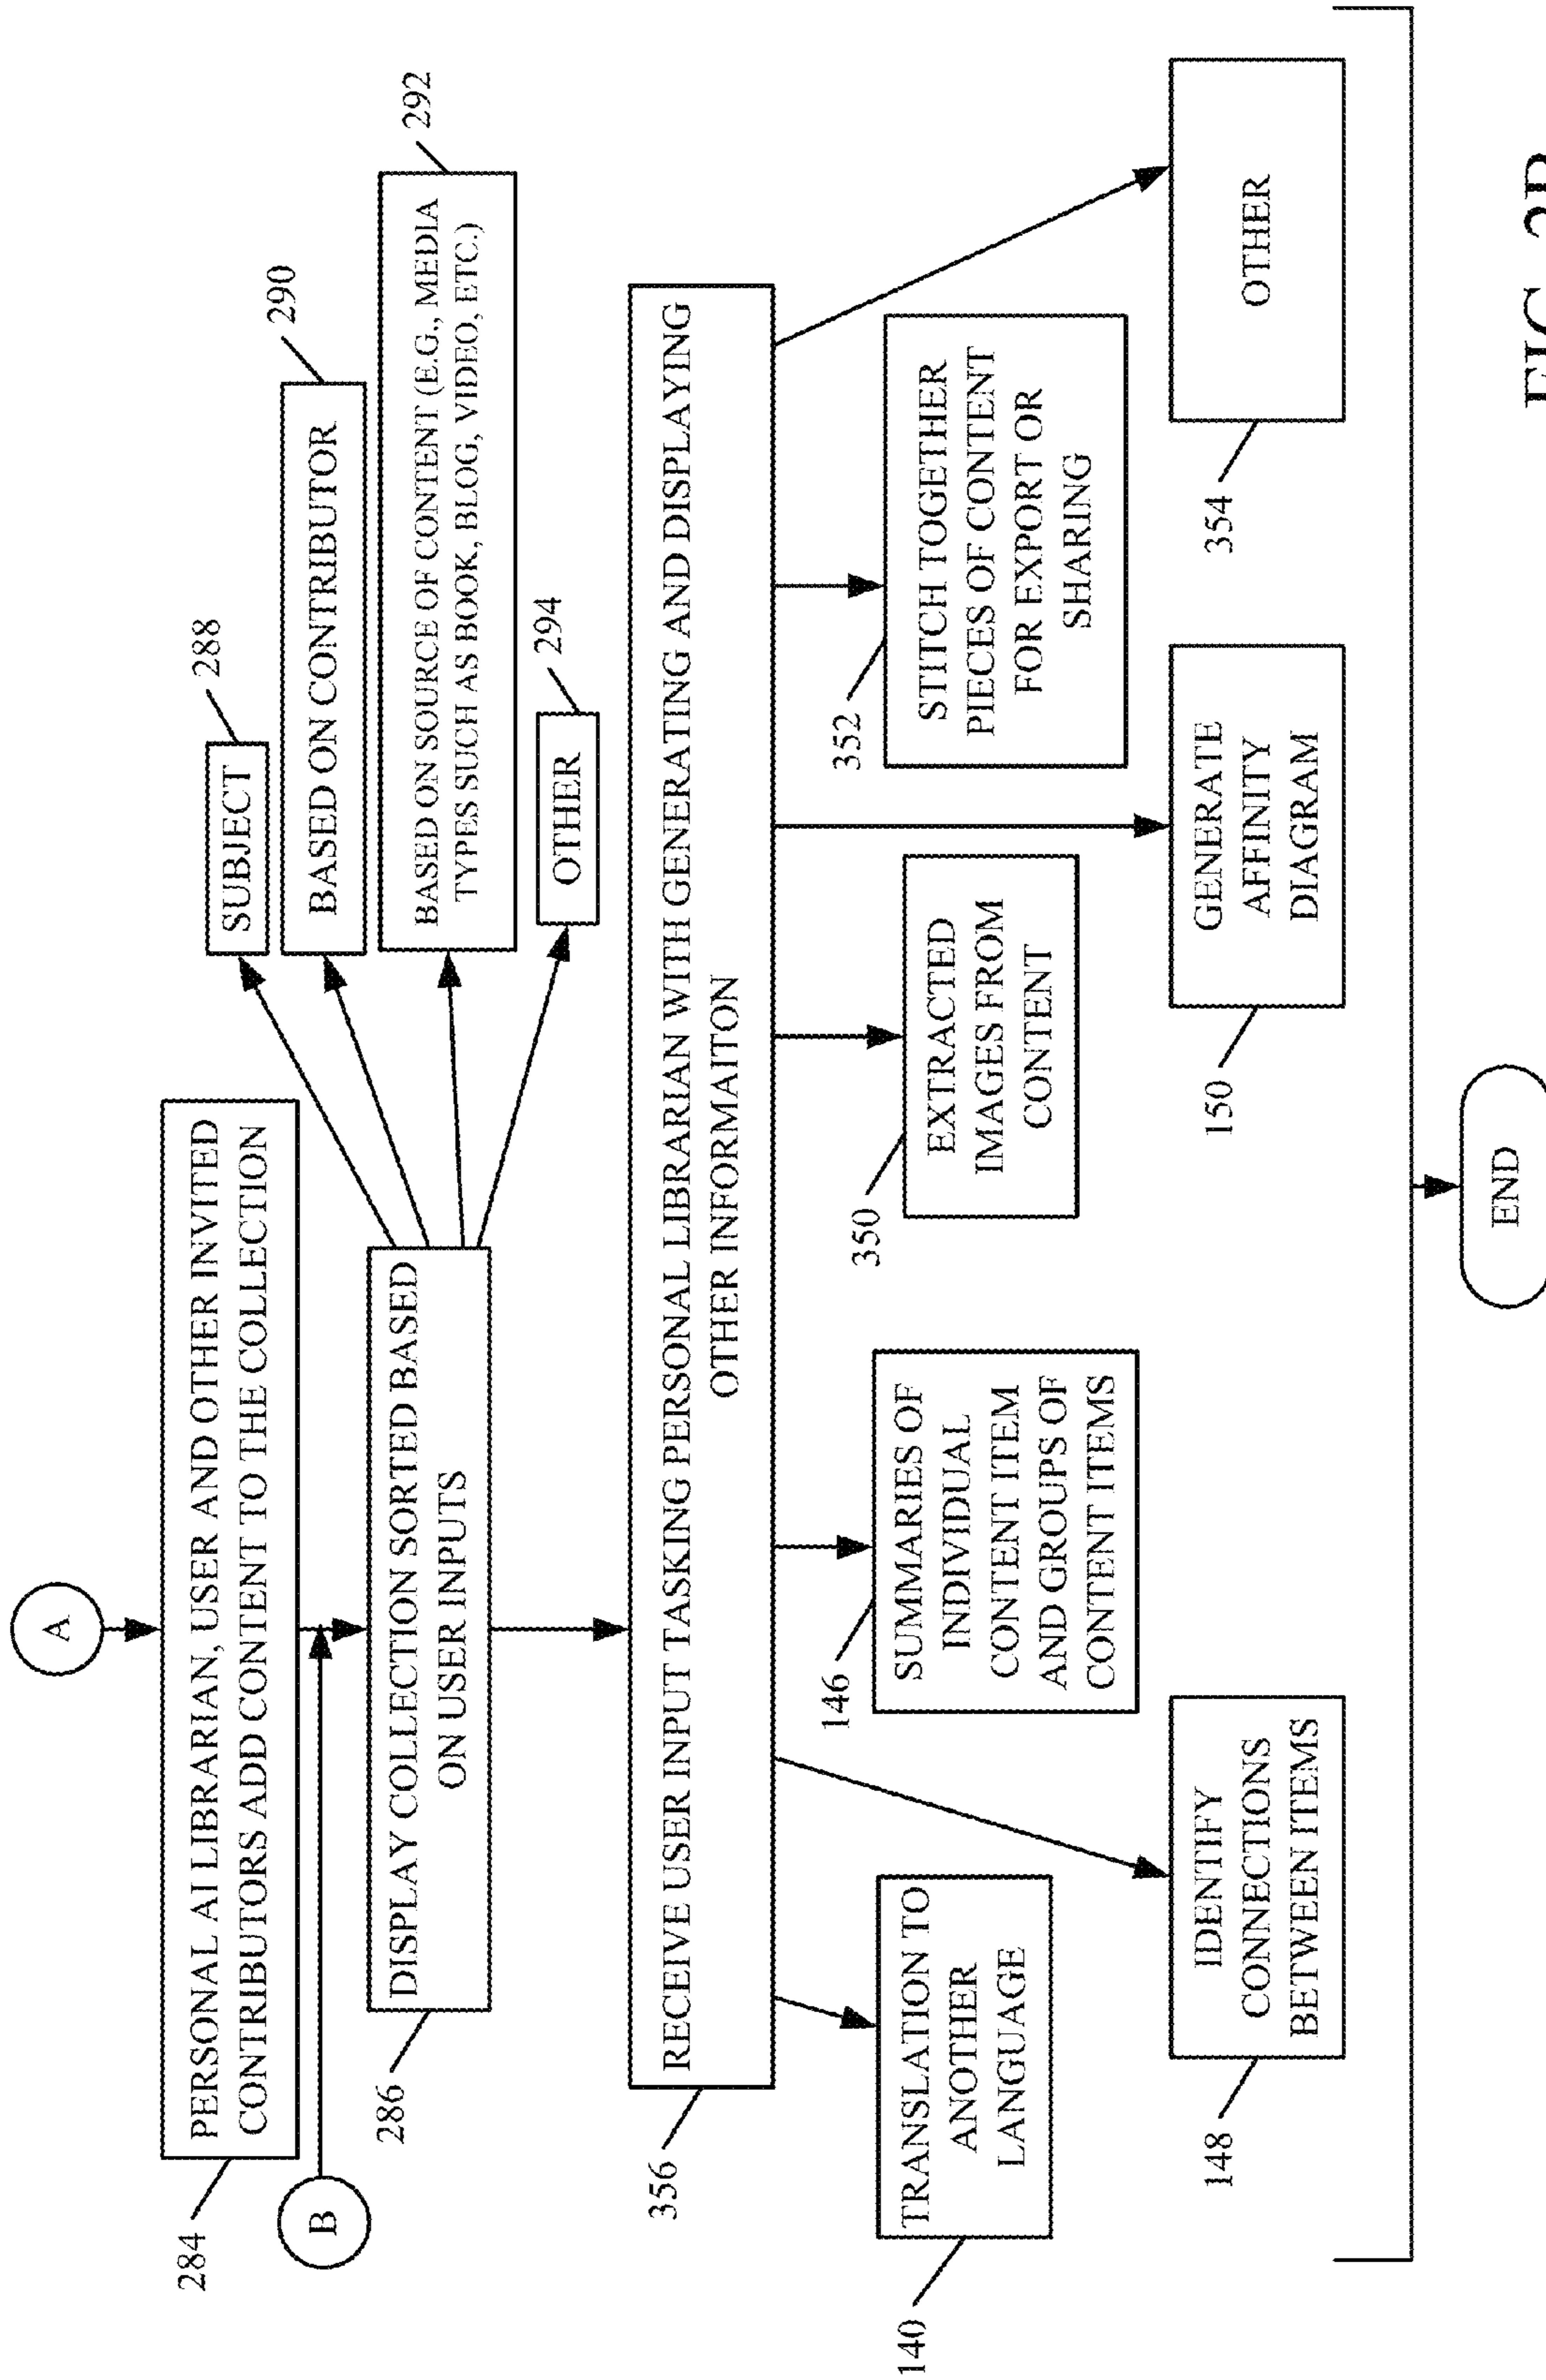 A
PERSONAL AI LIBRARIAN, USER AND OTHER INVITED
CONTRIBUTORS ADD CONTENT TO THE COLLECTION
284
B
DISPLAY COLLECTION SORTED BASED
ON USER INPUTS
286
SUBJECT
288
BASED ON CONTRIBUTOR
290
BASED ON SOURCE OF CONTENT (E.G., MEDIA
TYPES SUCH AS BOOK, BLOG, VIDEO, ETC.)
292
OTHER
294
RECEIVE USER INPUT TASKING PERSONAL LIBRARIAN WITH GENERATING AND DISPLAYING
OTHER INFORMAITON
356
TRANSLATION TO
ANOTHER
LANGUAGE
140
SUMMARIES OF
INDIVIDUAL
CONTENT ITEM
AND GROUPS OF
CONTENT ITEMS
146
EXTRACTED
IMAGES FROM
CONTENT
350
STITCH TOGETHER
PIECES OF CONTENT
FOR EXPORT OR
SHARING
352
IDENTIFY
CONNECTIONS
BETWEEN ITEMS
148
GENERATE
AFFINITY
DIAGRAM
150
OTHER
354
END
FIG